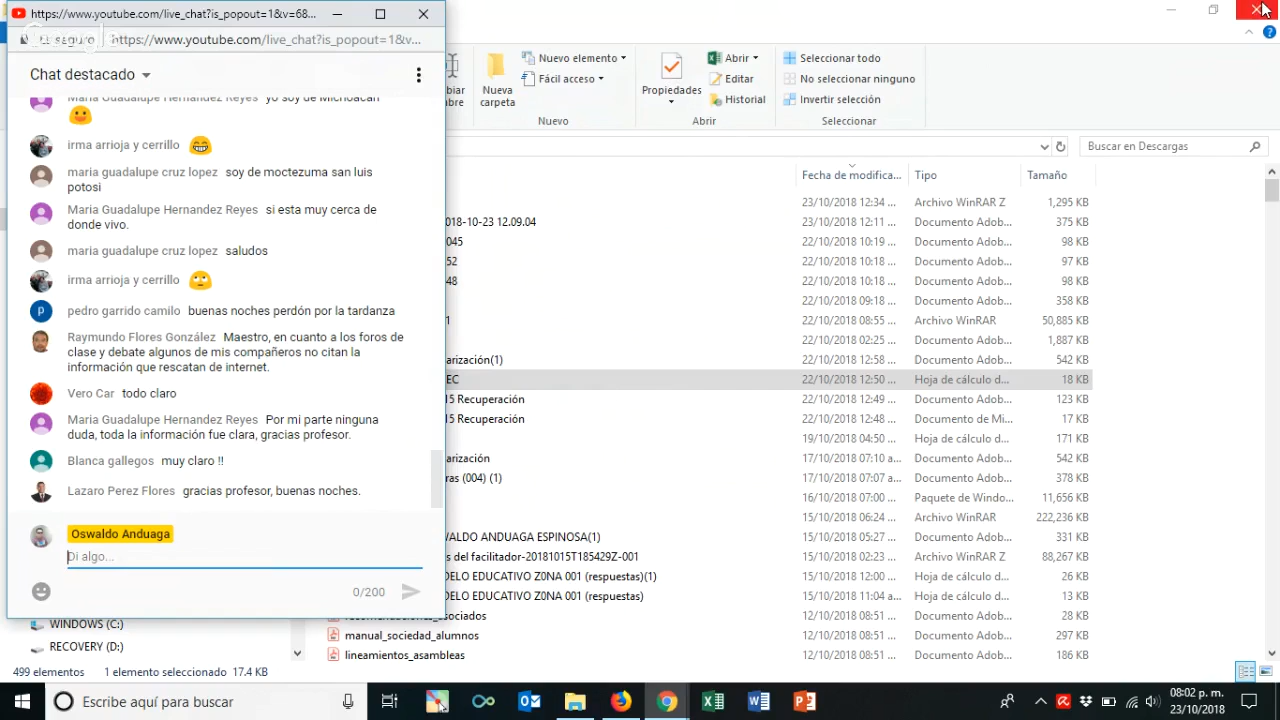 https://www.youtube.com/live_chat?is_popout=1&v=68...
https://www.youtube.com/live_chat?is_popout=1&v...
Chat destacado
Maria Guadalupe Hernandez Reyes yo soy de Michoacan
irma arrioja y cerrillo
maria guadalupe cruz lopez soy de moctezuma san luis
potosi
Maria Guadalupe Hernandez Reyes si esta muy cerca de
donde vivo.
maria guadalupe cruz lopez saludos
irma arrioja y cerrillo
p pedro garrido camilo buenas noches perdón por la tardanza
Raymundo Flores González Maestro, en cuanto a los foros de
clase y debate algunos de mis compañeros no citan la
información que rescatan de internet.
Vero Car todo claro
Maria Guadalupe Hernandez Reyes Por mi parte ninguna
duda, toda la información fue clara, gracias profesor.
Blanca gallegos muy claro !!
Lazaro Perez Flores gracias profesor, buenas noches.
Oswaldo Anduaga
Di algo...
0/200
WINDOWS (C:)
RECOVERY (D:)
499 elementos 1 elemento seleccionado 17.4 KB
biar
bre
Nueva
carpeta
Nuevo elemento
Fácil acceso
Nuevo
Propiedades
Abrir
Editar
Historial
Abrir
Seleccionar todo
No seleccionar ninguno
Invertir selección
Seleccionar
Buscar en Descargas
Fecha de modifica... Tipo Tamaño
23/10/2018 12:34 ... Archivo WinRAR Z 1,295 KB
018-10-23 12.09.04 23/10/2018 12:11 ... Documento Adob... 375 KB
045 22/10/2018 10:19 ... Documento Adob... 98 KB
52 22/10/2018 10:18 ... Documento Adob... 97 KB
48 22/10/2018 10:18 ... Documento Adob... 98 KB
22/10/2018 09:18 ... Documento Adob... 358 KB
1 22/10/2018 08:55 ... Archivo WinRAR 50,885 KB
22/10/2018 02:25 ... Documento Adob... 1,887 KB
arización(1) 22/10/2018 12:58 ... Documento Adob... 542 KB
EC 22/10/2018 12:50 ... Hoja de cálculo d... 18 KB
15 Recuperación 22/10/2018 12:49 ... Documento Adob... 123 KB
15 Recuperación 22/10/2018 12:48 ... Documento de Mi... 17 KB
19/10/2018 04:50 ... Hoja de cálculo d... 171 KB
arización 17/10/2018 07:10 a... Documento Adob... 542 KB
ras (004) (1) 17/10/2018 07:07 a... Documento Adob... 378 KB
16/10/2018 07:00 ... Paquete de Windo... 11,656 KB
15/10/2018 06:24 ... Archivo WinRAR 222,236 KB
WALDO ANDUAGA ESPINOSA(1) 15/10/2018 05:27 ... Documento Adob... 331 KB
s del facilitador-20181015T185429Z-001 15/10/2018 02:23 ... Archivo WinRAR Z 88,267 KB
DELO EDUCATIVO Z0NA 001 (respuestas)(1) 15/10/2018 12:00 ... Hoja de cálculo d... 26 KB
DELO EDUCATIVO Z0NA 001 (respuestas) 15/10/2018 11:04 a... Hoja de cálculo d... 13 KB
recomendaciones_asociados 12/10/2018 08:51 ... Documento Adob... 28 KB
manual_sociedad_alumnos 12/10/2018 08:51 ... Documento Adob... 297 KB
lineamientos_asambleas 12/10/2018 08:51 ... Documento Adob... 186 KB
Escribe aquí para buscar
08:02 p. m.
23/10/2018